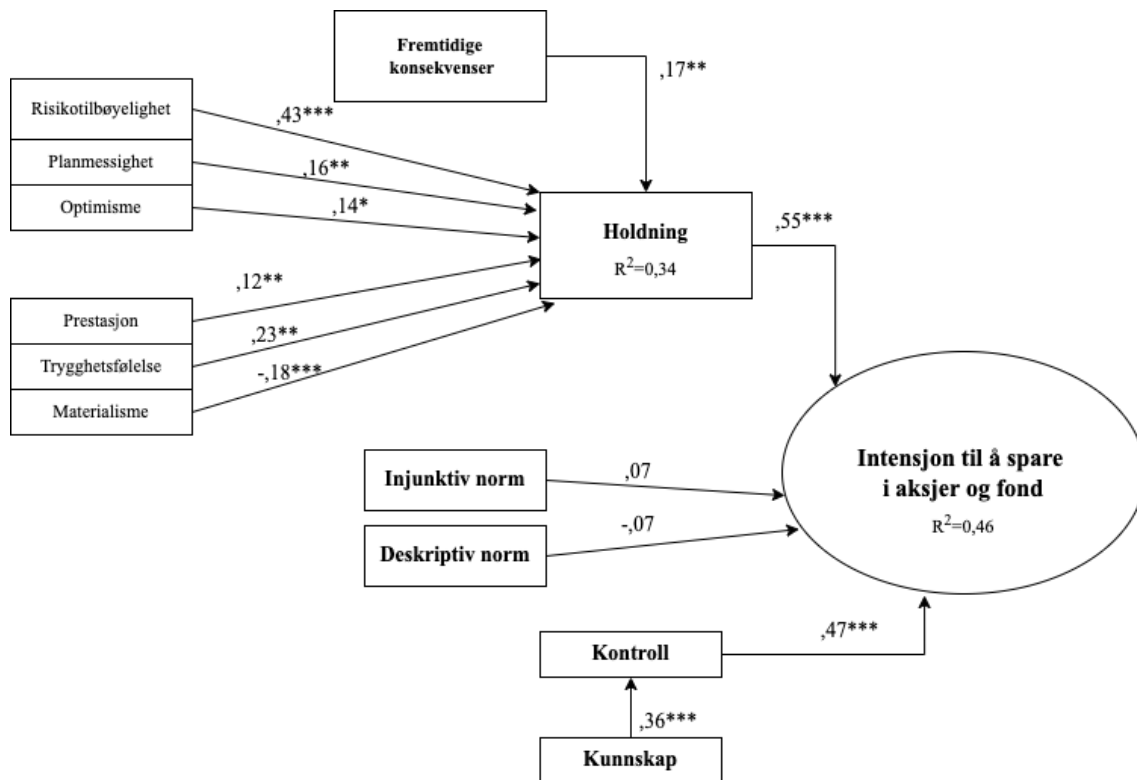 Fremtidige
konsekvenser
,17**
Risikotilbøyelighet
,43***
Planmessighet
,16**
Optimisme
,14*
Holdning
R²=0,34
,55***
Prestasjon
,12**
Trygghetsfølelse
,23**
Materialisme
-,18***
Intensjon til å spare
i aksjer og fond
R²=0,46
Injunktiv norm
,07
Deskriptiv norm
-,07
Kontroll
,47***
,36***
Kunnskap